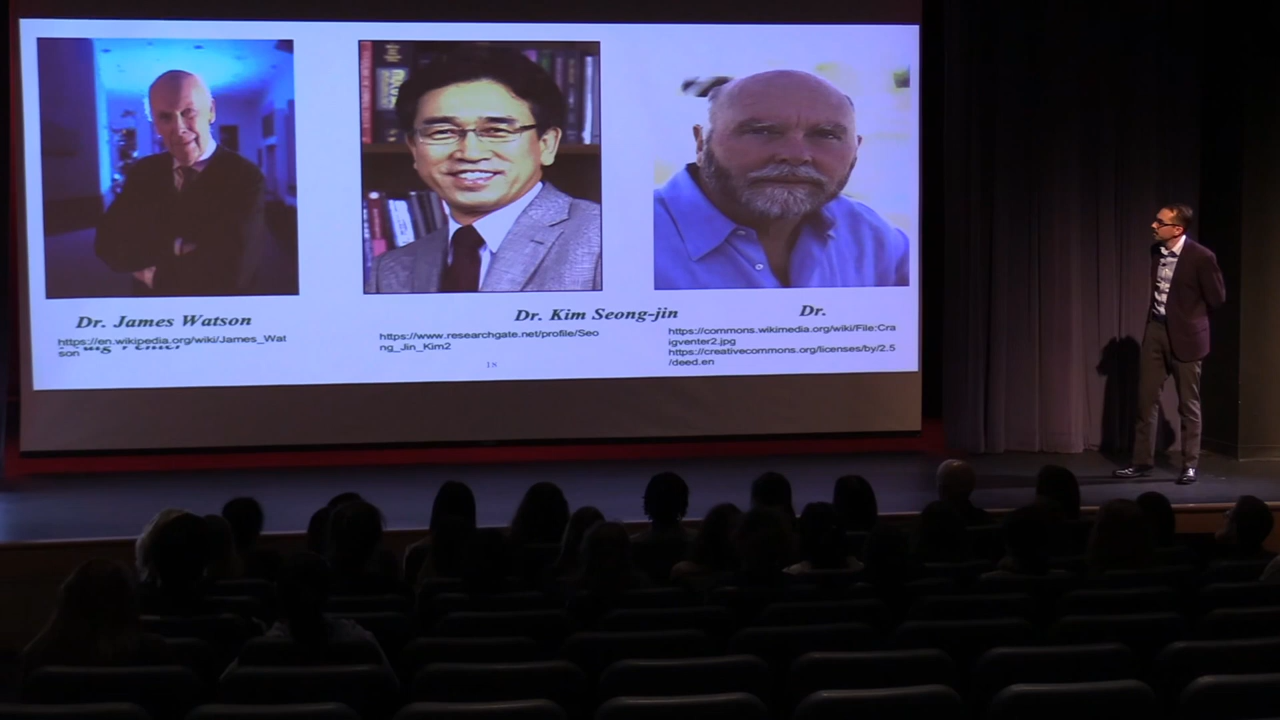 Dr. James Watson
https://en.wikipedia.org/wiki/James_Wat
son
Dr. Kim Seong-jin
https://www.researchgate.net/profile/Seo
ng_Jin_Kim2
Dr.
https://commons.wikimedia.org/wiki/File:Cra
igventer2.jpg
https://creativecommons.org/licenses/by/2.5
/deed.en
18